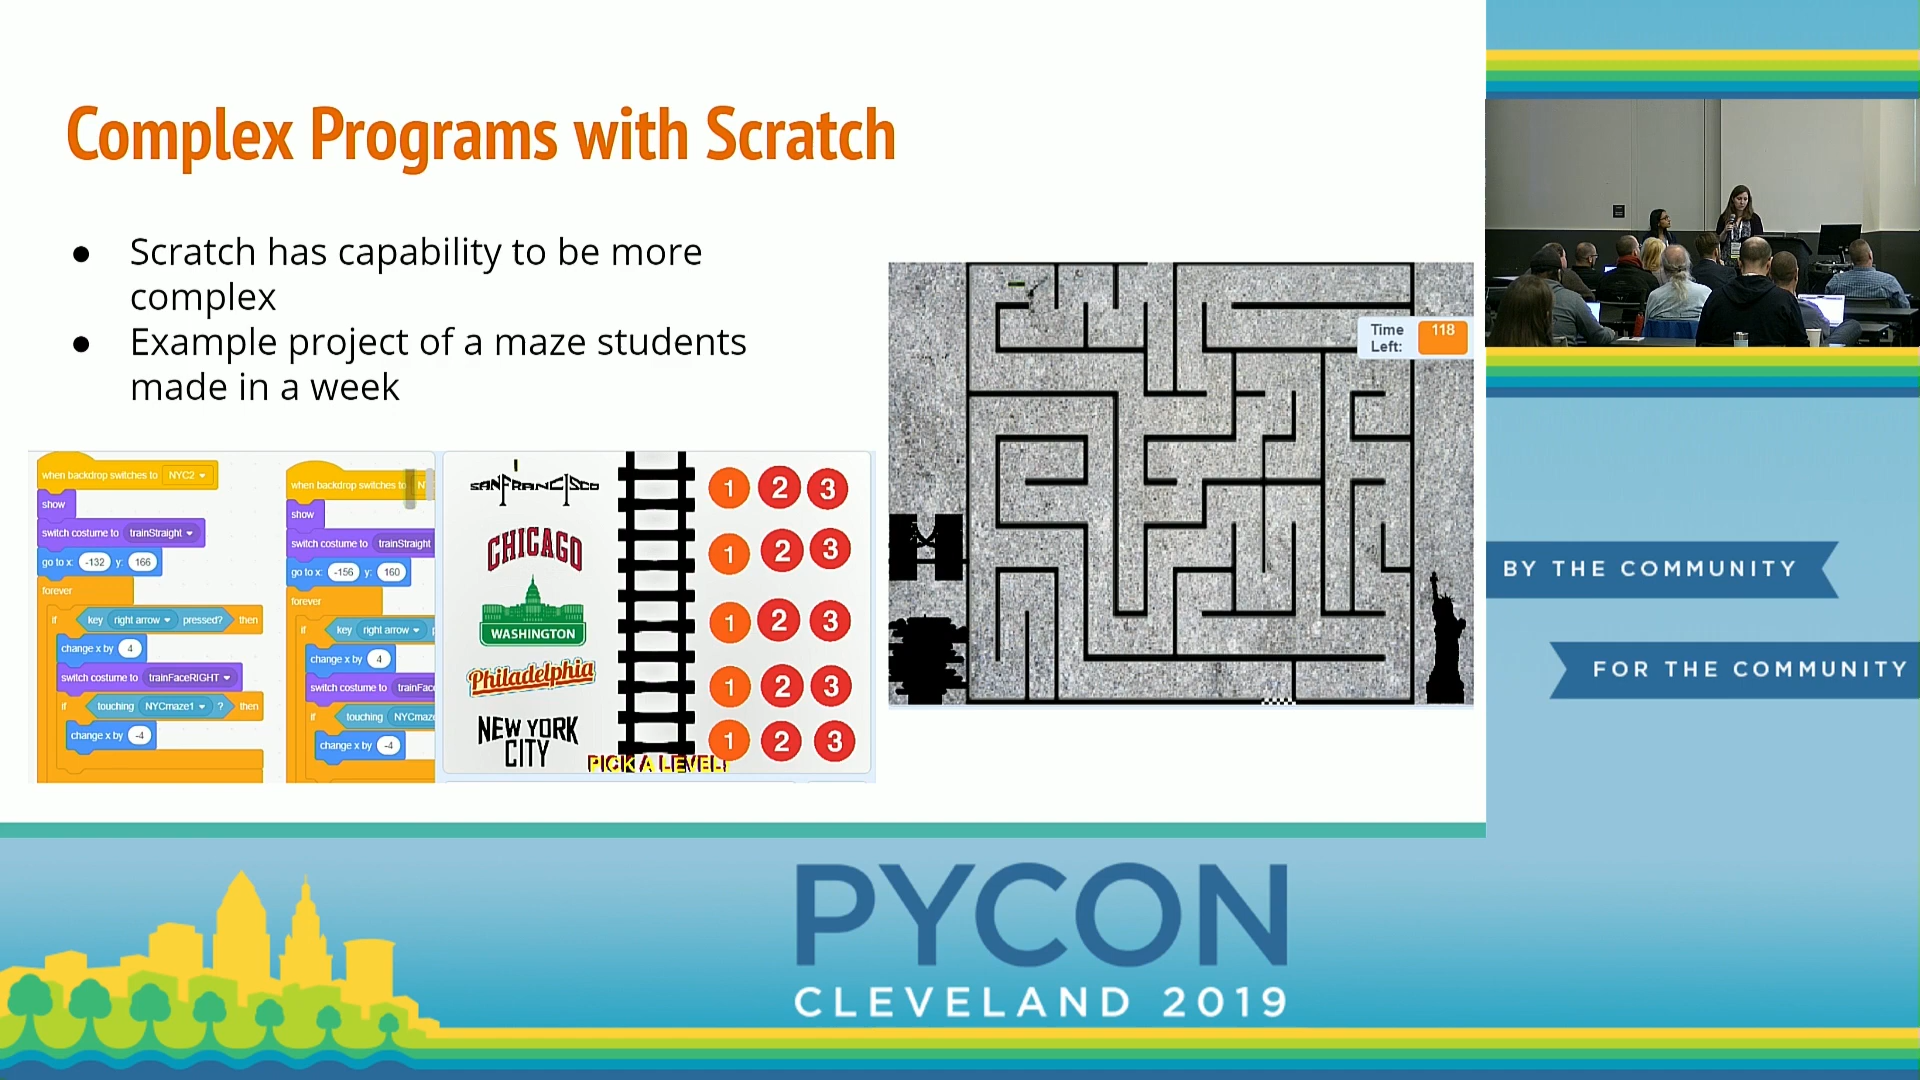 Complex Programs with Scratch
● Scratch has capability to be more
complex
● Example project of a maze students
made in a week
when backdrop switches to NYC2
show
switch costume to trainStraight
go to x: -132 y: 166
forever
if key right arrow pressed? then
change x by 4
switch costume to trainFaceRIGHT
if touching NYCmaze1 ? then
change x by -4
when backdrop switches to
show
switch costume to trainStraight
go to x: -156 y: 160
forever
if key right arrow
change x by 4
switch costume to
if touching
change x by -4
SANFRANCISCO
1 2 3
CHICAGO
1 2 3
WASHINGTON
1 2 3
Philadelphia
1 2 3
NEW YORK
CITY
1 2 3
PICK A LEVEL!
Time
Left:
118
BY THE COMMUNITY
FOR THE COMMUNITY
PYCON
CLEVELAND 2019